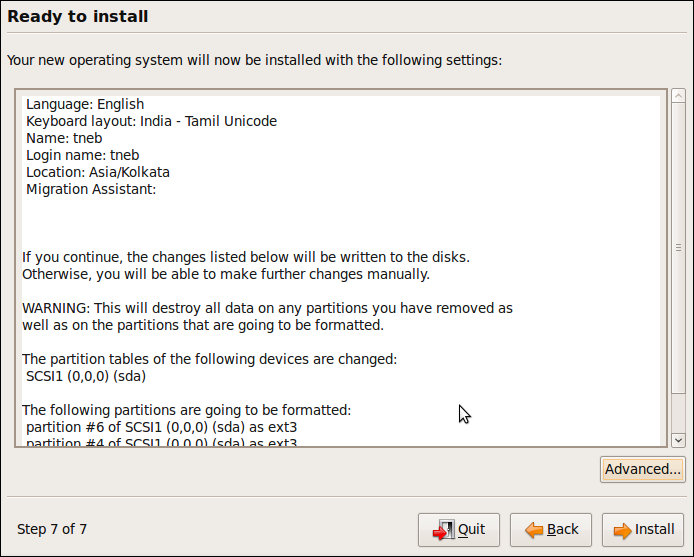 Ready to install
Your new operating system will now be installed with the following settings:
Language: English
Keyboard layout: India - Tamil Unicode
Name: tneb
Login name: tneb
Location: Asia/Kolkata
Migration Assistant:
If you continue, the changes listed below will be written to the disks.
Otherwise, you will be able to make further changes manually.
WARNING: This will destroy all data on any partitions you have removed as
well as on the partitions that are going to be formatted.
The partition tables of the following devices are changed:
SCSI1 (0,0,0) (sda)
The following partitions are going to be formatted:
partition #6 of SCSI1 (0,0,0) (sda) as ext3
partition #4 of SCSI1 (0,0,0) (sda) as ext3
Advanced...
Step 7 of 7
Quit
Back
Install